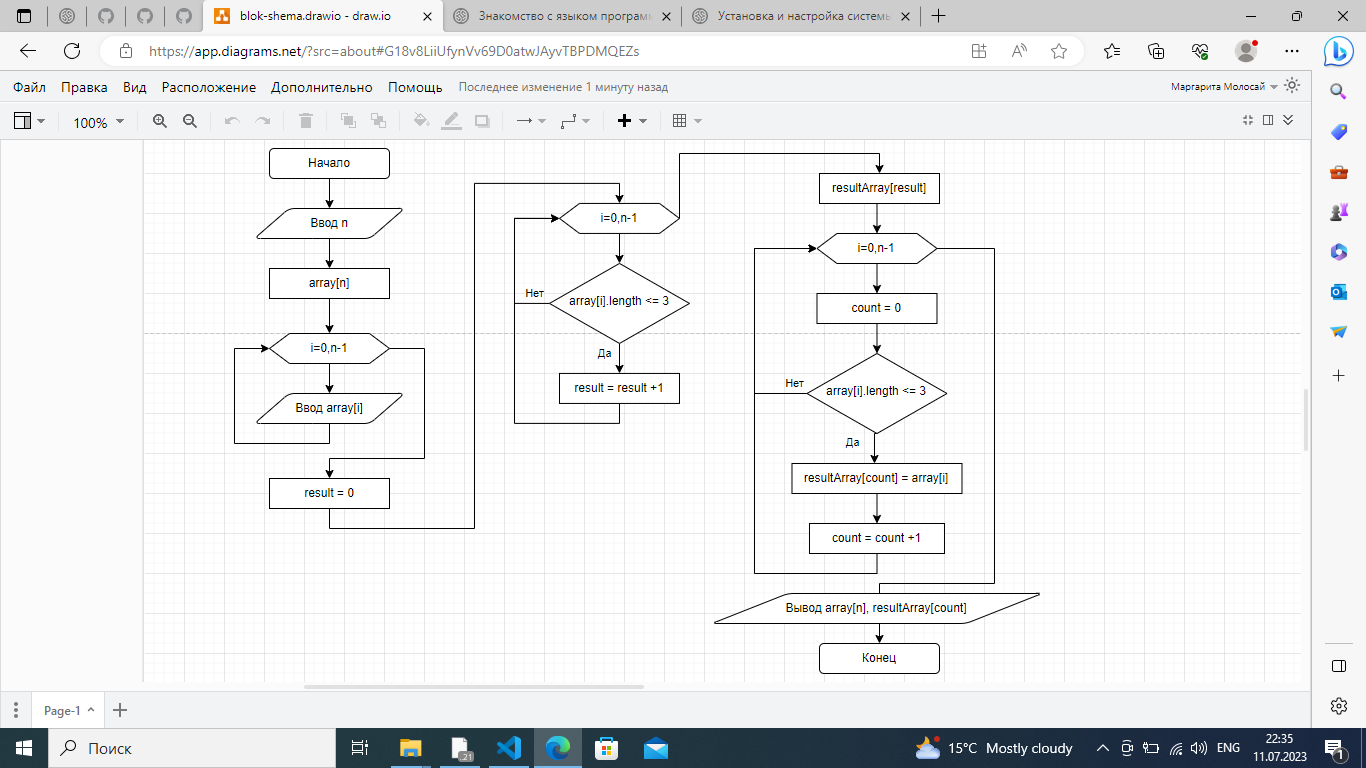 blok-shema.drawio - draw.io
Знакомство с языком програм
Установка и настройка систем
https://app.diagrams.net/?src=about#G18v8LiiUfynVv69D0atwJAyvTBPDMQEZs
Файл Правка Вид Расположение Дополнительно Помощь Последнее изменение 1 минуту назад
Маргарита Молосай
100%
Начало
Ввод n
array[n]
i=0,n-1
Ввод array[i]
result = 0
i=0,n-1
array[i].length <= 3
Нет
Да
result = result +1
resultArray[result]
i=0,n-1
count = 0
array[i].length <= 3
Нет
Да
resultArray[count] = array[i]
count = count +1
Вывод array[n], resultArray[count]
Конец
Page-1
Поиск
21
15°C Mostly cloudy
ENG
22:35
11.07.2023
1